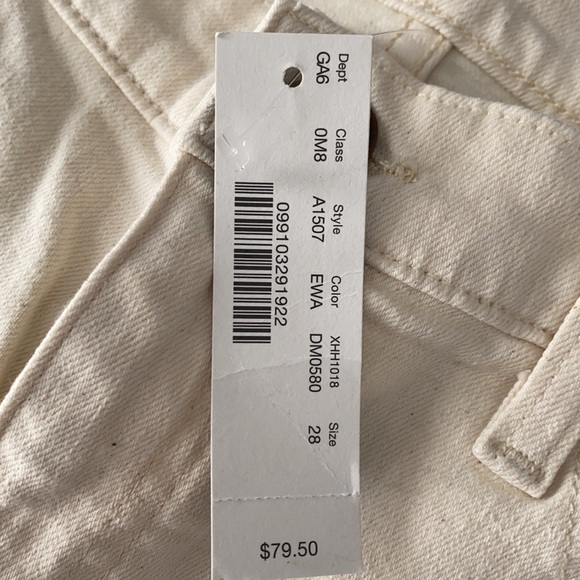 Dept Class Style Color XHH1018 Size
GA6 0M8 A1507 EWA DM0580 28
099103291922
$79.50